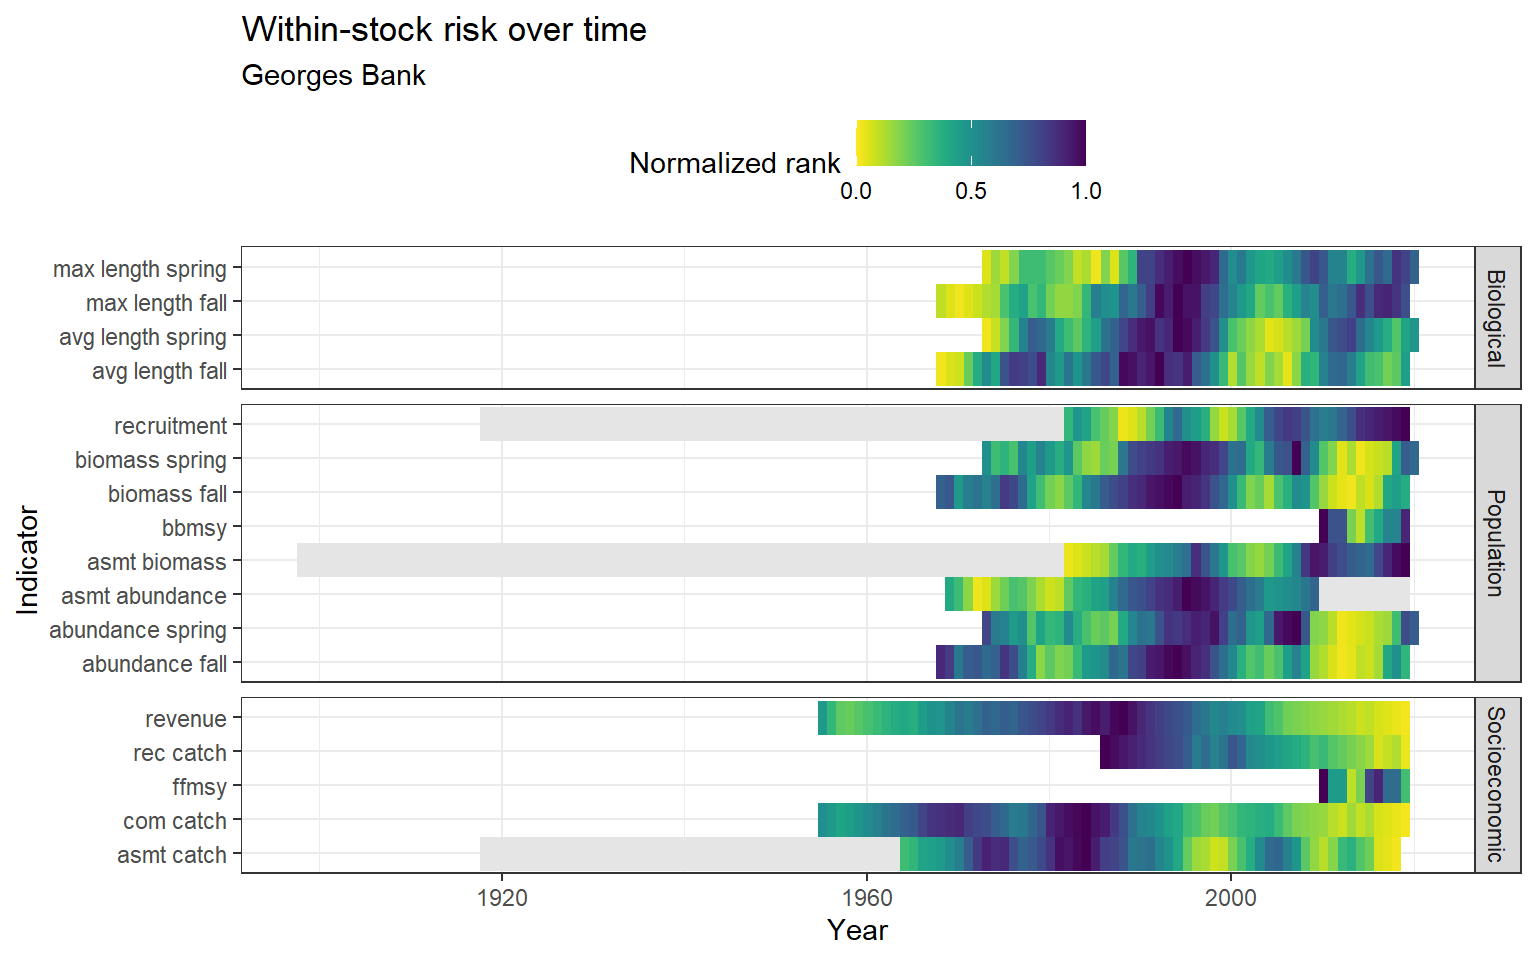 Within-stock risk over time
Georges Bank
Normalized rank
0.0 0.5 1.0
max length spring
max length fall
avg length spring
avg length fall
Biological
recruitment
biomass spring
biomass fall
bbmsy
asmt biomass
asmt abundance
abundance spring
abundance fall
Population
revenue
rec catch
ffmsy
com catch
asmt catch
Socioeconomic
Indicator
1920 1960 2000
Year